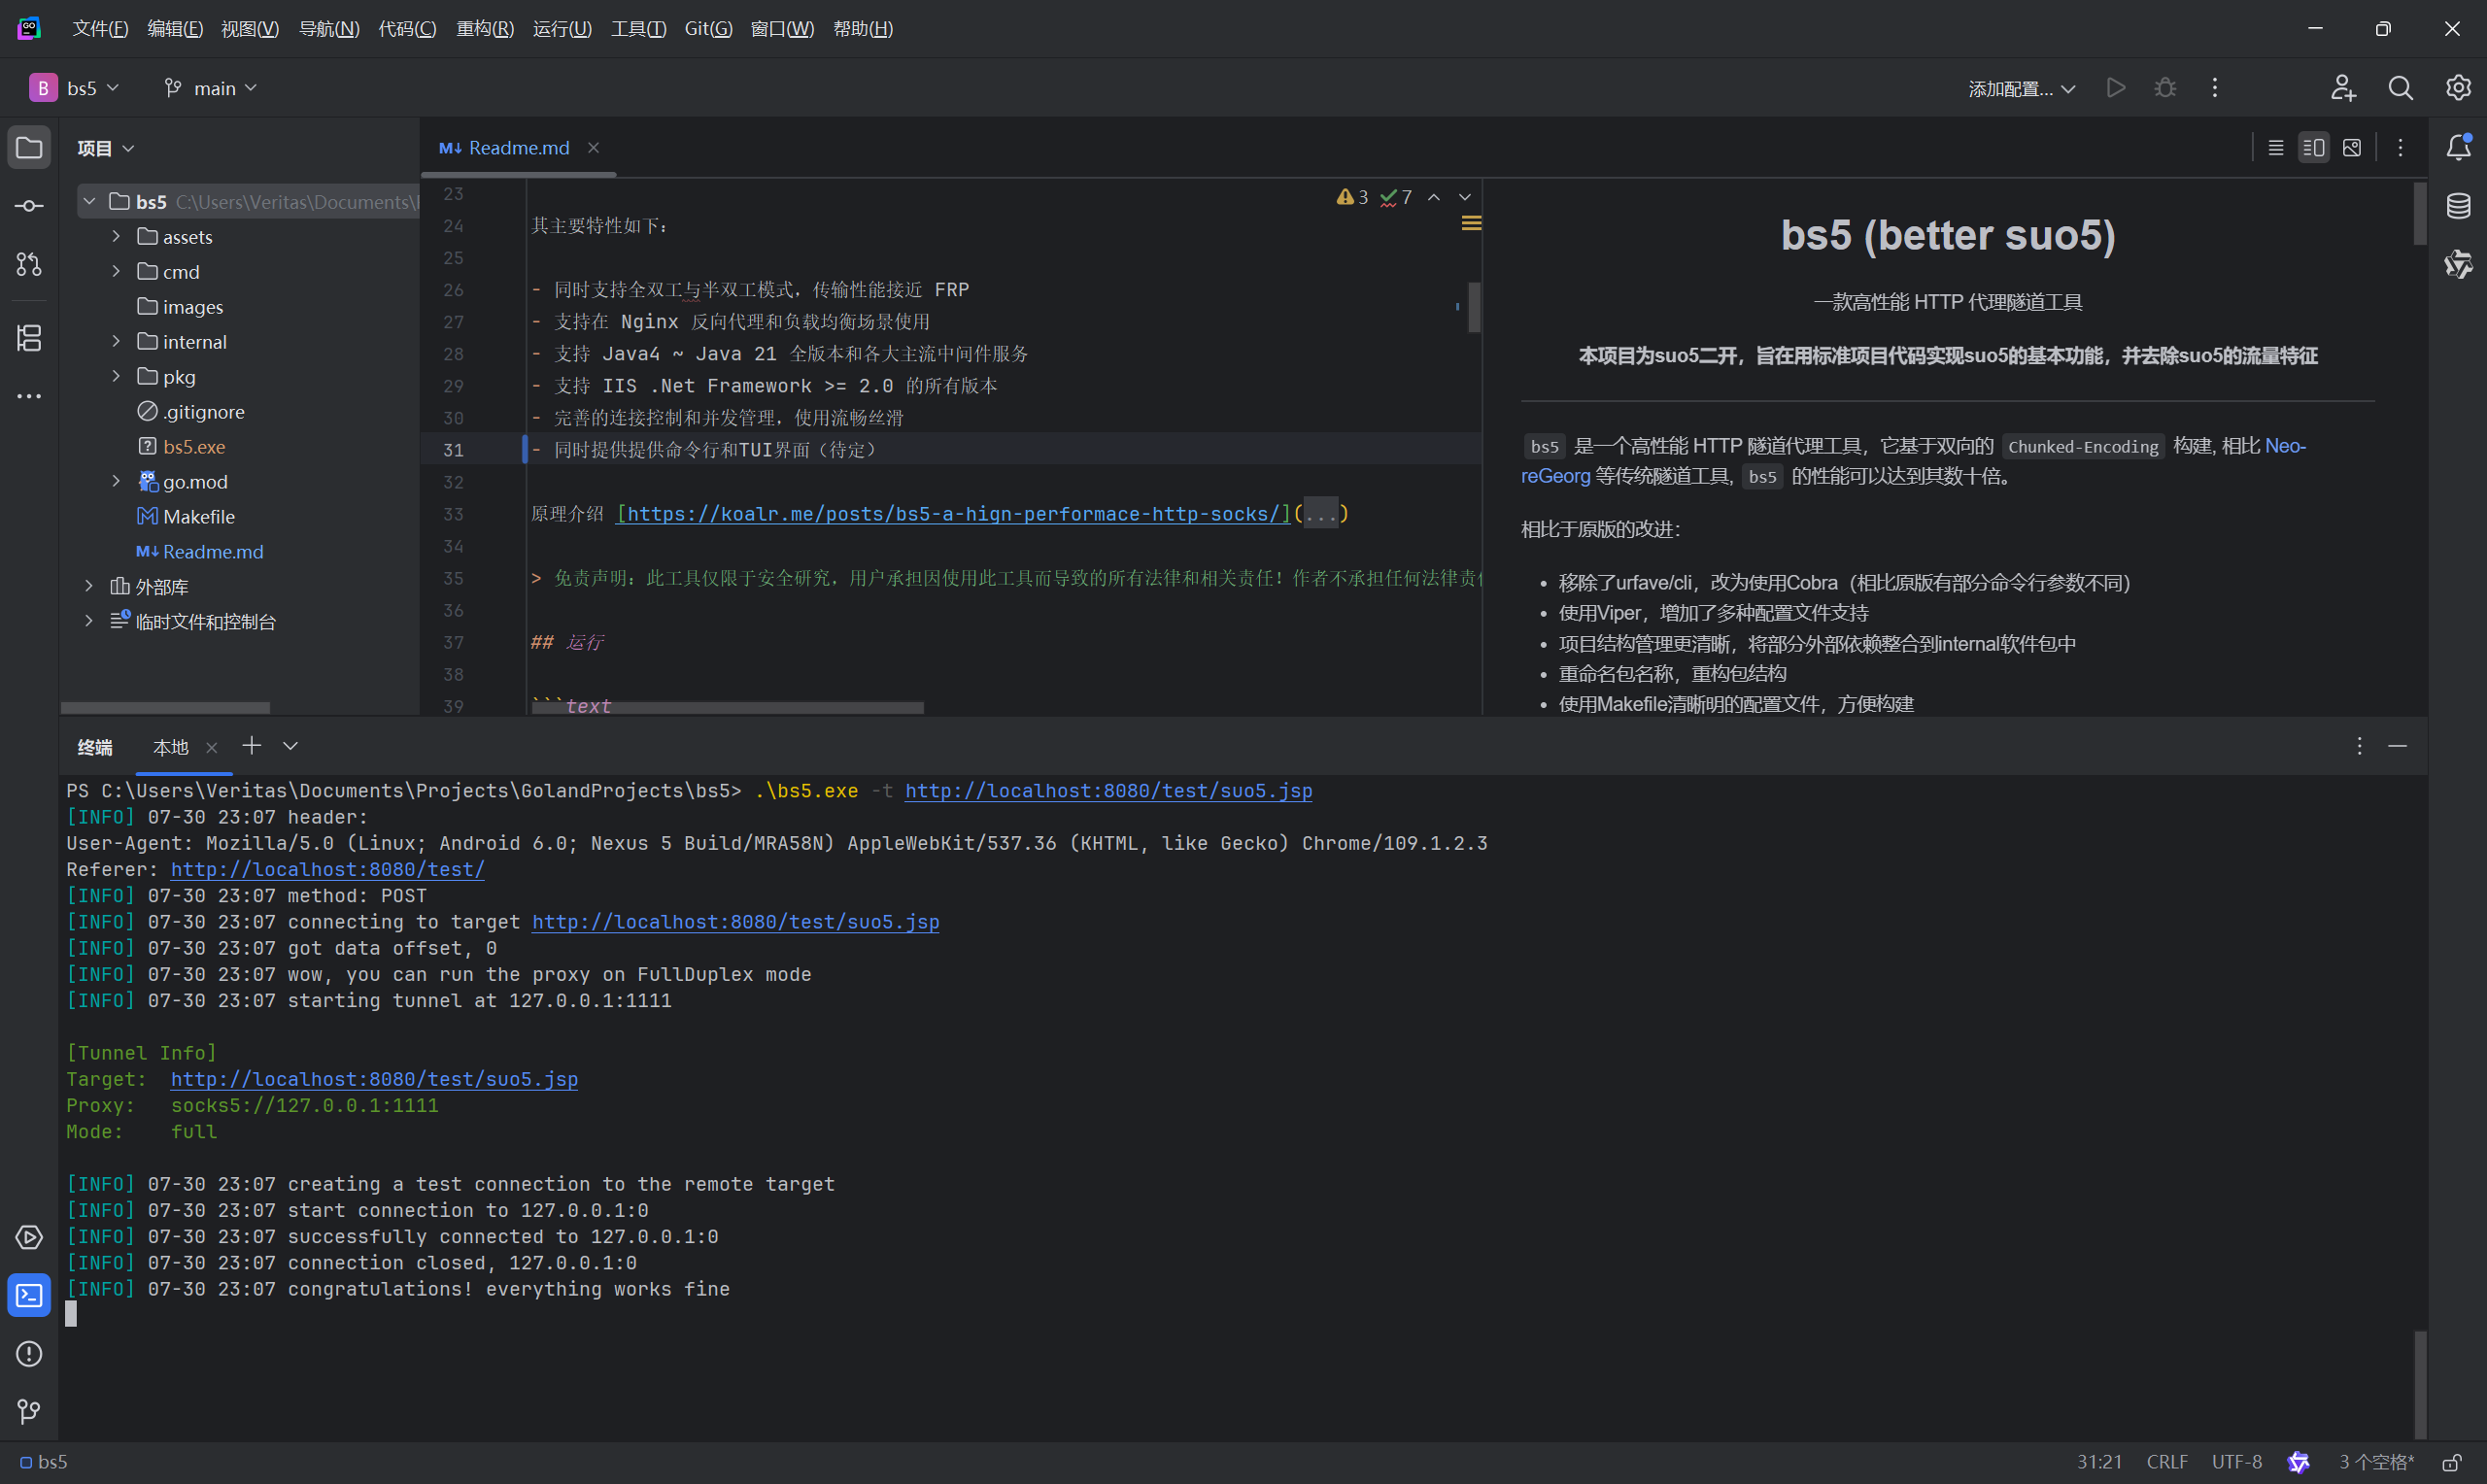 文件(F) 编辑(E) 视图(V) 导航(N) 代码(C) 重构(R) 运行(U) 工具(T) Git(G) 窗口(W) 帮助(H)
B bs5 main 添加配置...
项目
bs5 C:\Users\Veritas\Documents\
assets
cmd
images
internal
pkg
.gitignore
bs5.exe
go.mod
Makefile
M↓ Readme.md
外部库
临时文件和控制台
M↓ Readme.md
3 7
23
24 其主要特性如下：
25
26 - 同时支持全双工与半双工模式，传输性能接近 FRP
27 - 支持在 Nginx 反向代理和负载均衡场景使用
28 - 支持 Java4 ~ Java 21 全版本和各大主流中间件服务
29 - 支持 IIS .Net Framework >= 2.0 的所有版本
30 - 完善的连接控制和并发管理，使用流畅丝滑
31 - 同时提供提供命令行和TUI界面（待定）
32
33 原理介绍 [https://koalr.me/posts/bs5-a-hign-performace-http-socks/](...)
34
35 > 免责声明：此工具仅限于安全研究，用户承担因使用此工具而导致的所有法律和相关责任！作者不承担任何法律责
36
37 ## 运行
38
39 ```text
bs5 (better suo5)
一款高性能 HTTP 代理隧道工具
本项目为suo5二开，旨在用标准项目代码实现suo5的基本功能，并去除suo5的流量特征
bs5 是一个高性能 HTTP 隧道代理工具，它基于双向的 Chunked-Encoding 构建, 相比 Neo-
reGeorg 等传统隧道工具, bs5 的性能可以达到其数十倍。
相比于原版的改进：
• 移除了urfave/cli，改为使用Cobra（相比原版有部分命令行参数不同）
• 使用Viper，增加了多种配置文件支持
• 项目结构管理更清晰，将部分外部依赖整合到internal软件包中
• 重命名包名称，重构包结构
• 使用Makefile清晰明的配置文件，方便构建
终端 本地
PS C:\Users\Veritas\Documents\Projects\GolandProjects\bs5> .\bs5.exe -t http://localhost:8080/test/suo5.jsp
[INFO] 07-30 23:07 header:
User-Agent: Mozilla/5.0 (Linux; Android 6.0; Nexus 5 Build/MRA58N) AppleWebKit/537.36 (KHTML, like Gecko) Chrome/109.1.2.3
Referer: http://localhost:8080/test/
[INFO] 07-30 23:07 method: POST
[INFO] 07-30 23:07 connecting to target http://localhost:8080/test/suo5.jsp
[INFO] 07-30 23:07 got data offset, 0
[INFO] 07-30 23:07 wow, you can run the proxy on FullDuplex mode
[INFO] 07-30 23:07 starting tunnel at 127.0.0.1:1111
[Tunnel Info]
Target: http://localhost:8080/test/suo5.jsp
Proxy: socks5://127.0.0.1:1111
Mode: full
[INFO] 07-30 23:07 creating a test connection to the remote target
[INFO] 07-30 23:07 start connection to 127.0.0.1:0
[INFO] 07-30 23:07 successfully connected to 127.0.0.1:0
[INFO] 07-30 23:07 connection closed, 127.0.0.1:0
[INFO] 07-30 23:07 congratulations! everything works fine
bs5 31:21 CRLF UTF-8 3 个空格*